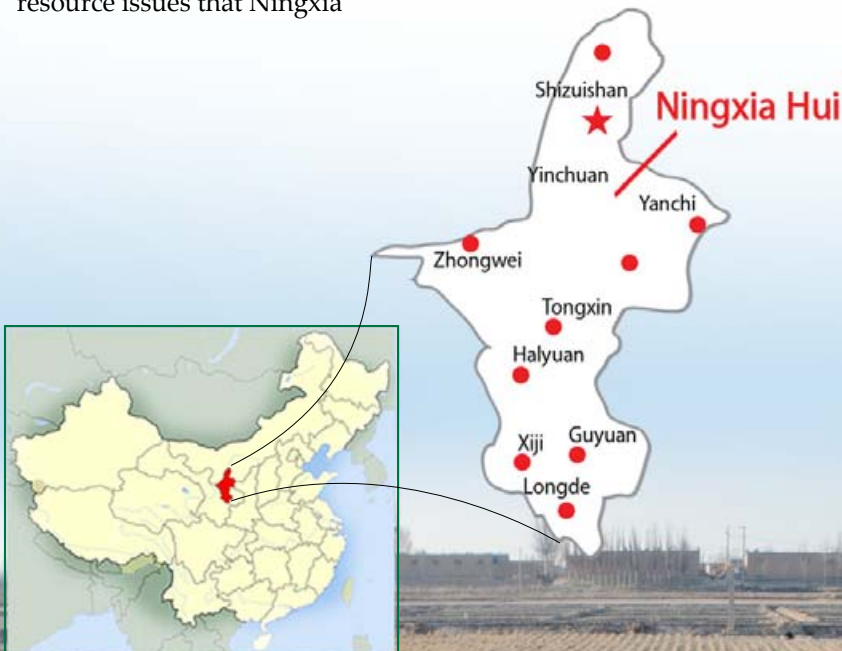 resource issues that Ningxia
Shizuishan
Ningxia Hui
Yinchuan
Yanchi
Zhongwei
Tongxin
Halyuan
Xiji
Guyuan
Longde